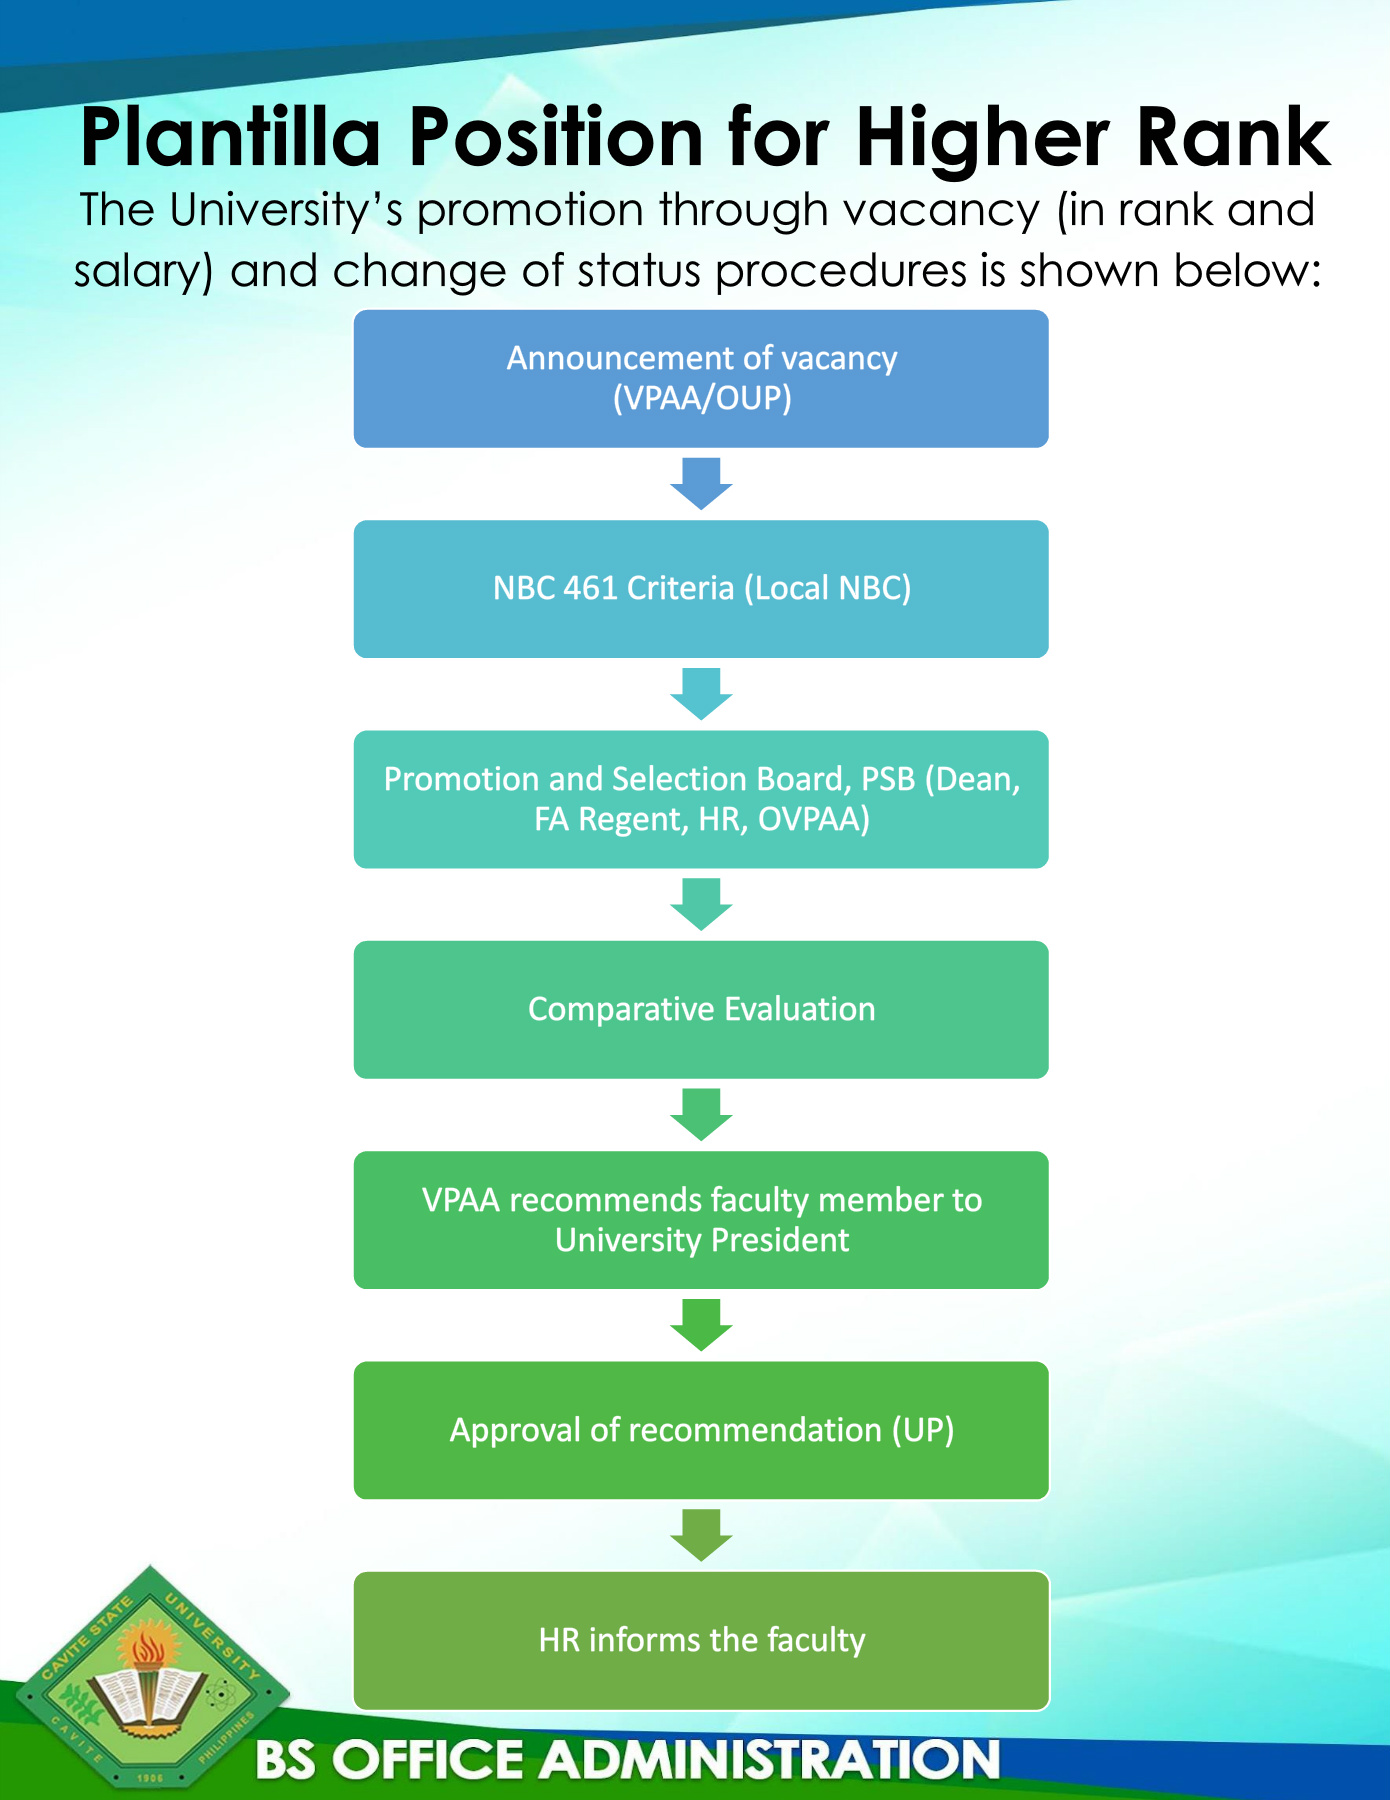 Plantilla Position for Higher Rank
The University’s promotion through vacancy (in rank and
salary) and change of status procedures is shown below:
Announcement of vacancy
(VPAA/OUP)
NBC 461 Criteria (Local NBC)
Promotion and Selection Board, PSB (Dean,
FA Regent, HR, OVPAA)
Comparative Evaluation
VPAA recommends faculty member to
University President
Approval of recommendation (UP)
HR informs the faculty
CAVITE STATE UNIVERSITY
CAVITE
1906
PHILIPPINES
BS OFFICE ADMINISTRATION